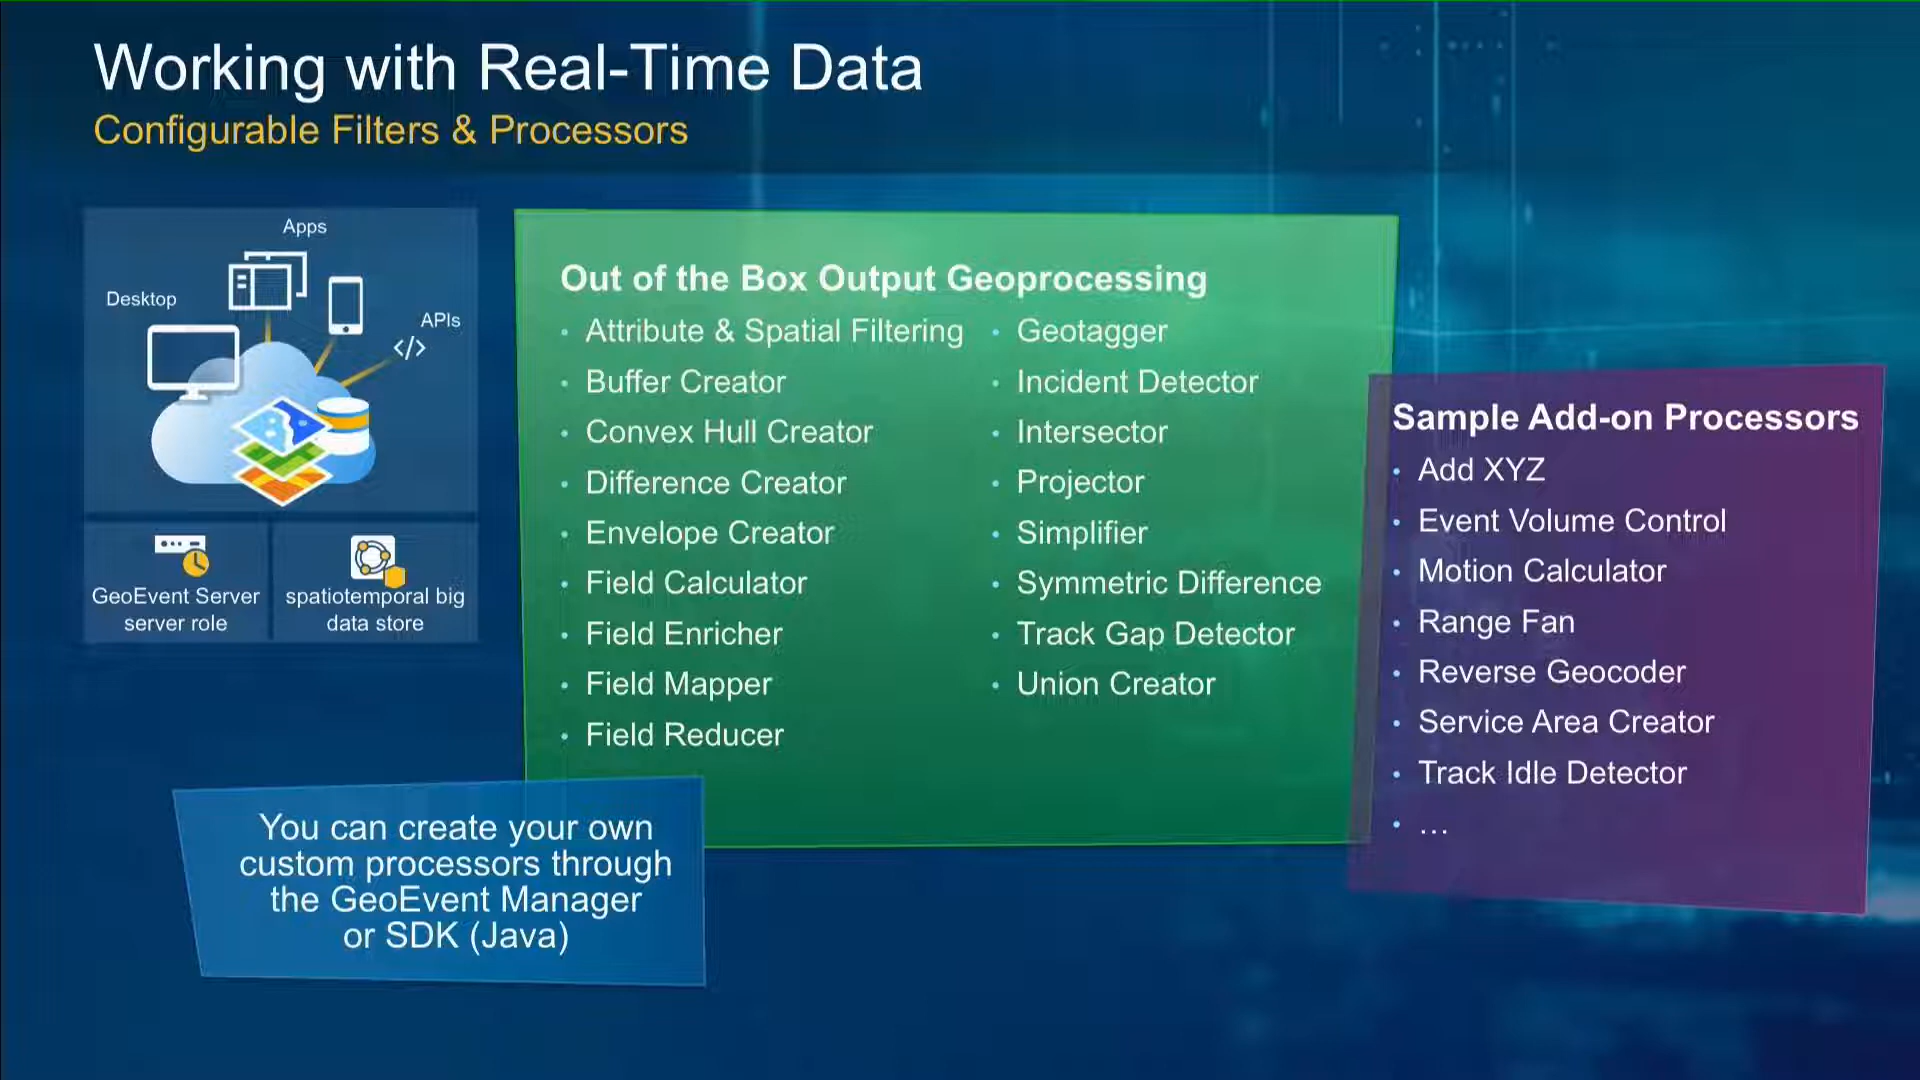 Working with Real-Time Data
Configurable Filters & Processors
Apps
Desktop
APIs
</>
GeoEvent Server
server role
spatiotemporal big
data store
Out of the Box Output Geoprocessing
• Attribute & Spatial Filtering
• Buffer Creator
• Convex Hull Creator
• Difference Creator
• Envelope Creator
• Field Calculator
• Field Enricher
• Field Mapper
• Field Reducer
• Geotagger
• Incident Detector
• Intersector
• Projector
• Simplifier
• Symmetric Difference
• Track Gap Detector
• Union Creator
Sample Add-on Processors
• Add XYZ
• Event Volume Control
• Motion Calculator
• Range Fan
• Reverse Geocoder
• Service Area Creator
• Track Idle Detector
• …
You can create your own
custom processors through
the GeoEvent Manager
or SDK (Java)